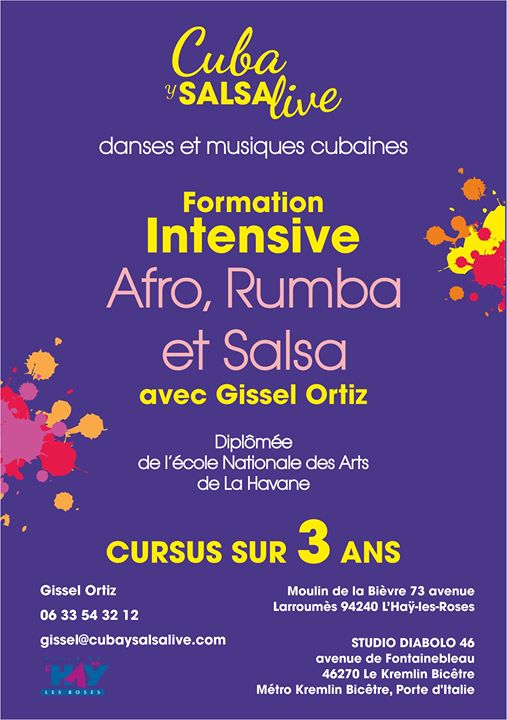 Cuba
y SALSA live
danses et musiques cubaines
Formation
Intensive
Afro, Rumba
et Salsa
avec Gissel Ortiz
Diplômée
de l'école Nationale des Arts
de La Havane
CURSUS SUR 3 ANS
Gissel Ortiz
06 33 54 32 12
gissel@cubaysalsalive.com
Moulin de la Bièvre 73 avenue
Larroumès 94240 L'Haÿ-les-Roses
STUDIO DIABOLO 46
avenue de Fontainebleau
46270 Le Kremlin Bicêtre
Métro Kremlin Bicêtre, Porte d'Italie
L'HAŸ
LES ROSES